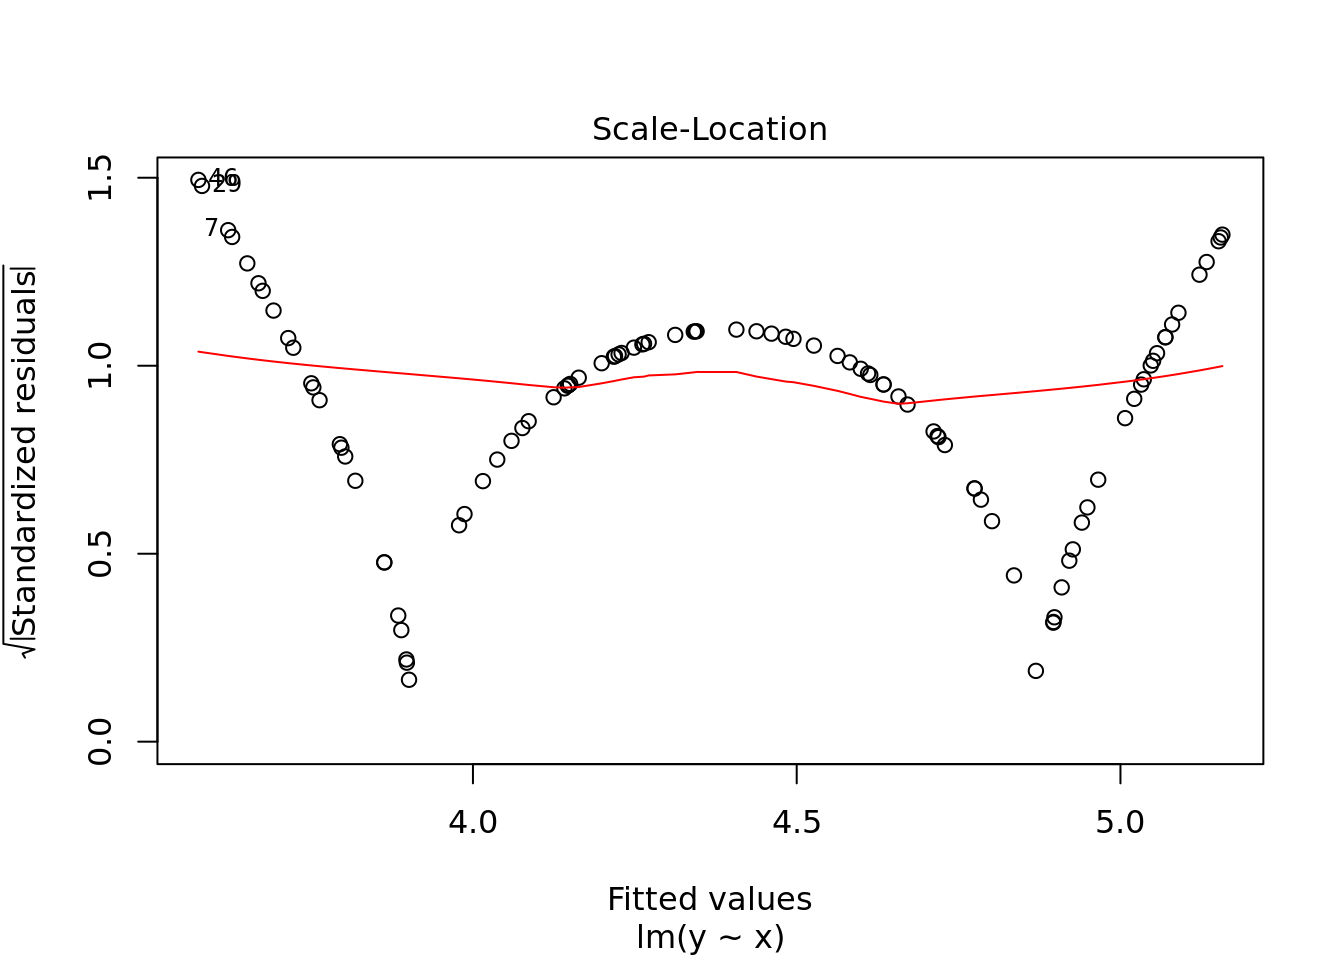 Scale-Location
√|Standardized residuals|
1.5
1.0
0.5
0.0
46
29
7
4.0 4.5 5.0
Fitted values
lm(y ~ x)